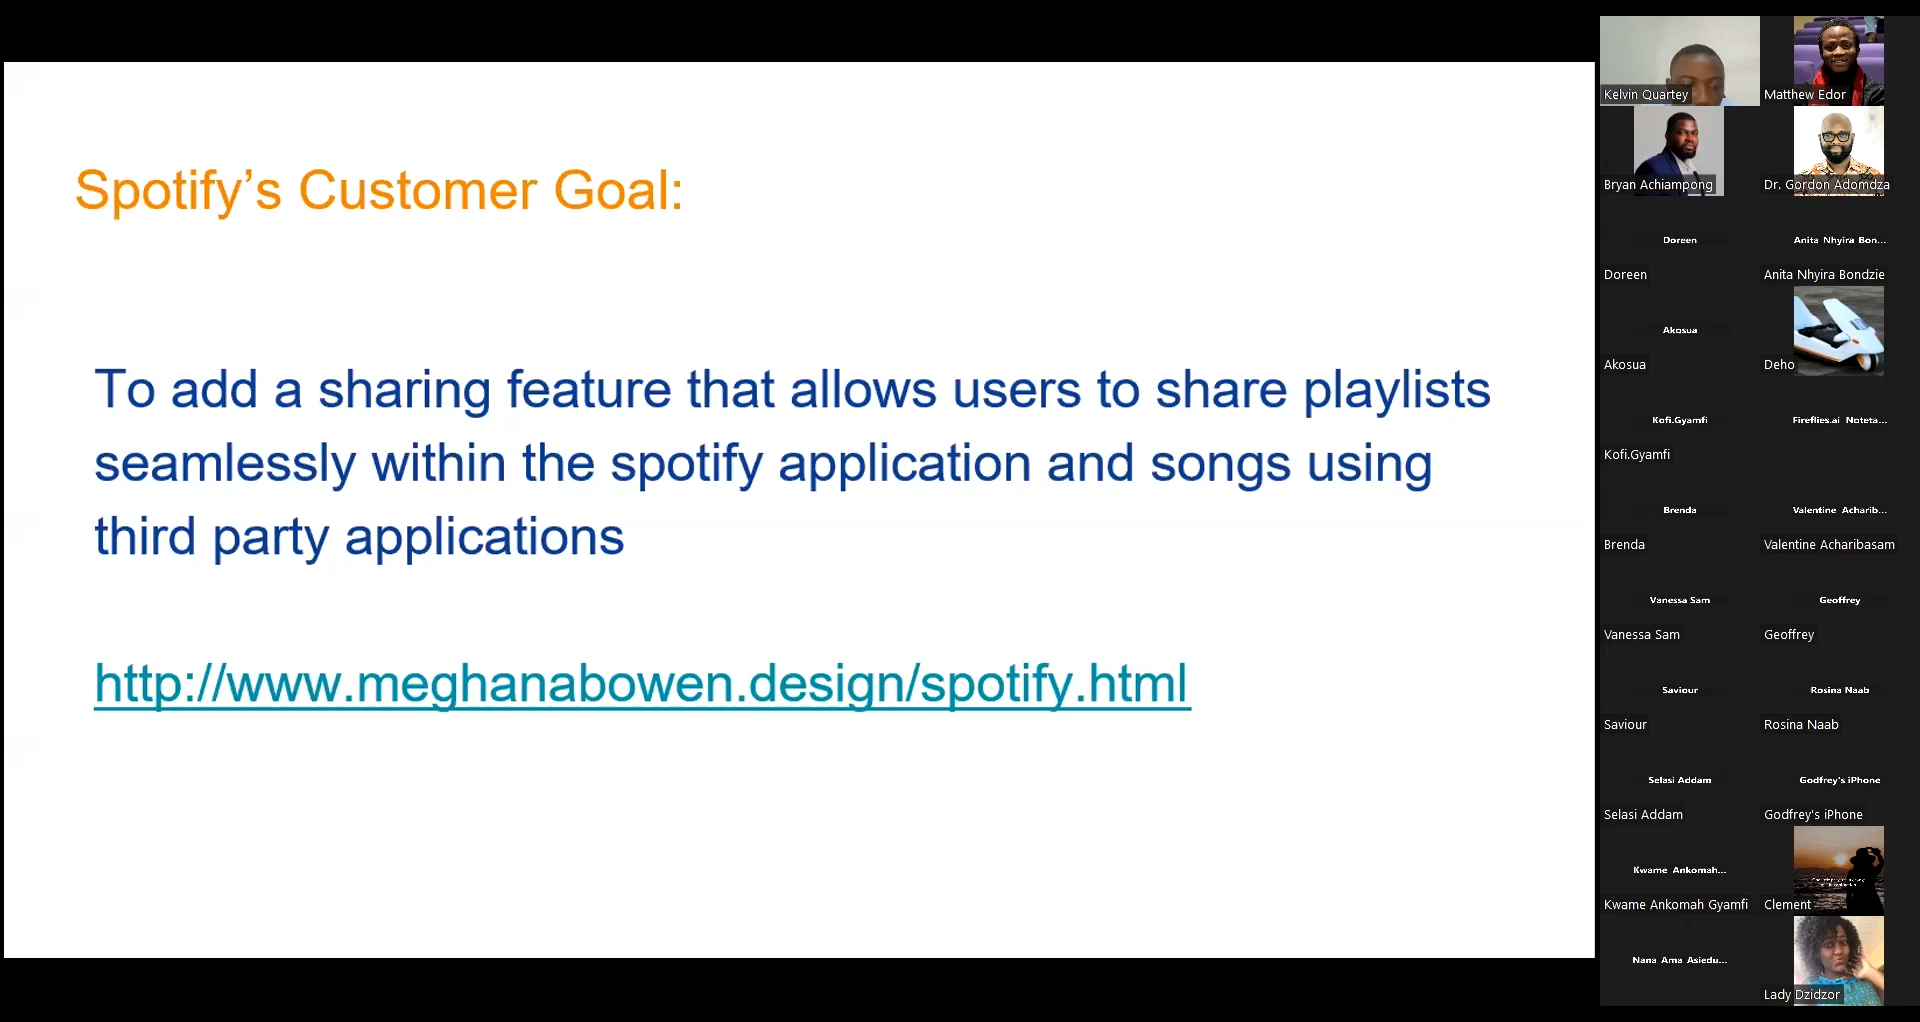 Spotify’s Customer Goal:
To add a sharing feature that allows users to share playlists
seamlessly within the spotify application and songs using
third party applications
http://www.meghanabowen.design/spotify.html
Kelvin Quartey
Matthew Edor
Bryan Achiampong
Dr. Gordon Adomdza
Doreen
Anita Nhyira Bon...
Doreen
Anita Nhyira Bondzie
Akosua
Akosua
Deho
Kofi.Gyamfi
Fireflies.ai Noteta...
Kofi.Gyamfi
Brenda
Valentine Acharib...
Brenda
Valentine Acharibasam
Vanessa Sam
Geoffrey
Vanessa Sam
Geoffrey
Saviour
Rosina Naab
Saviour
Rosina Naab
Selasi Addam
Godfrey's iPhone
Selasi Addam
Godfrey's iPhone
Kwame Ankomah...
Kwame Ankomah Gyamfi
Clement
Nana Ama Asiedu...
Lady Dzidzor